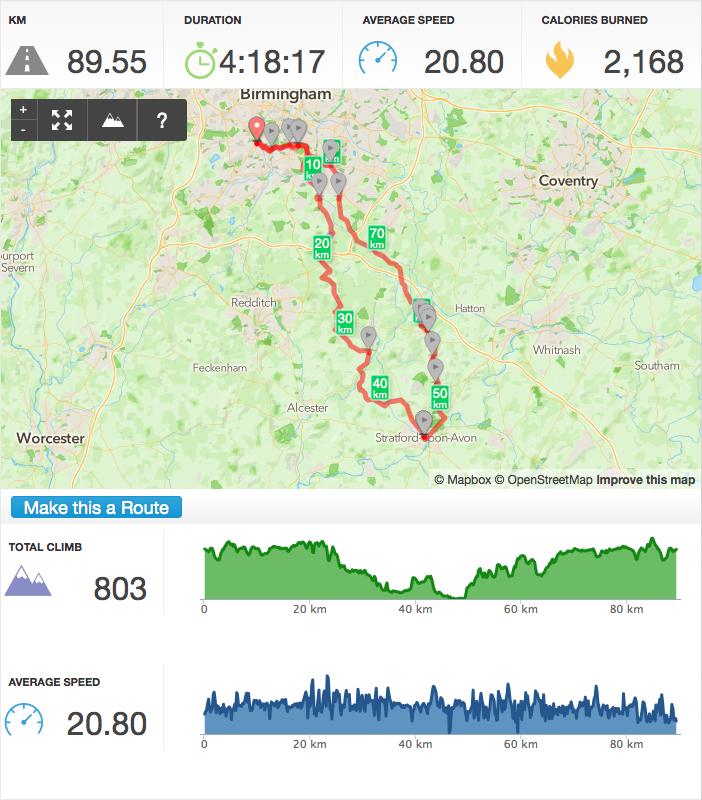 KM
DURATION
AVERAGE SPEED
CALORIES BURNED
89.55
4:18:17
20.80
2,168
Birmingham
+
-
?
km
10
km
Coventry
70
km
20
km
Redditch
Hatton
30
km
Whitnash
Feckenham
Southam
40
km
50
km
Alcester
Worcester
Stratford-upon-Avon
© Mapbox © OpenStreetMap Improve this map
Make this a Route
TOTAL CLIMB
803
0
20 km
40 km
60 km
80 km
AVERAGE SPEED
20.80
0
20 km
40 km
60 km
80 km